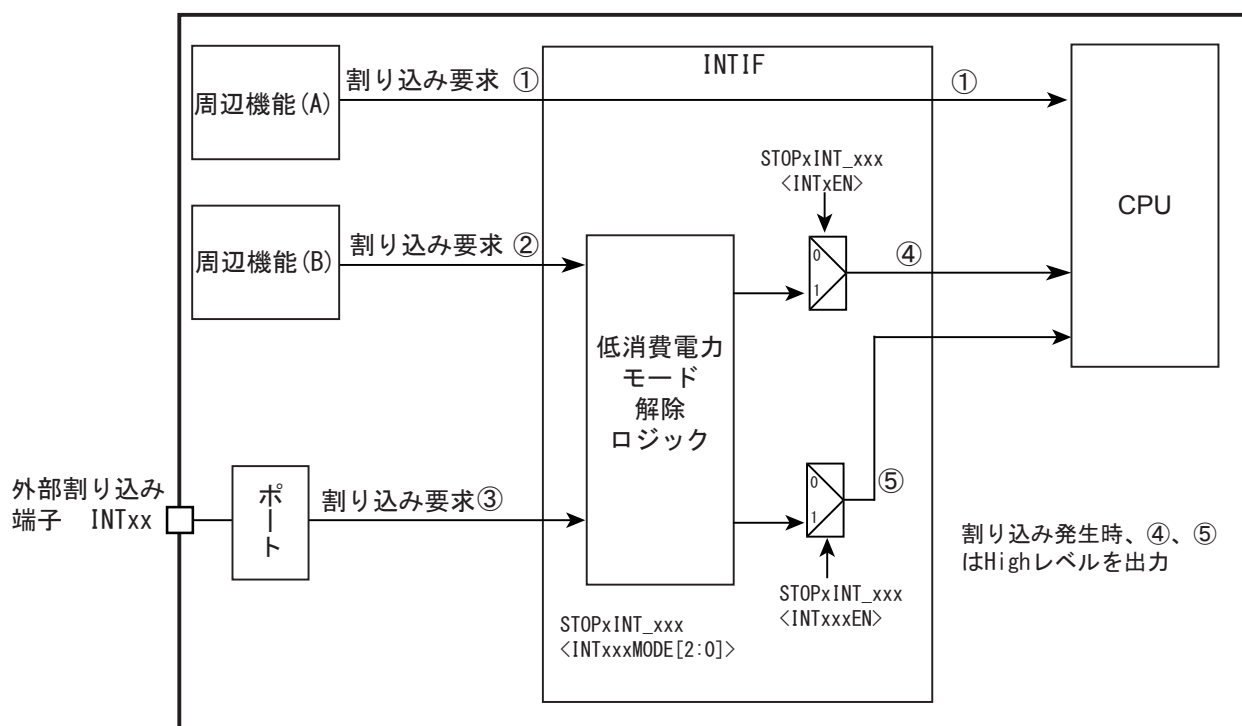 INTIF
周辺機能(A)
割り込み要求 ①
①
STOPxINT_xxx
<INTxEN>
CPU
周辺機能(B)
割り込み要求 ②
0
1
④
低消費電力
モード
解除
ロジック
外部割り込み
端子 INTxx
ポート
割り込み要求③
0
1
⑤
割り込み発生時、④、⑤
はHighレベルを出力
STOPxINT_xxx
<INTxxxEN>
STOPxINT_xxx
<INTxxxMODE[2:0]>